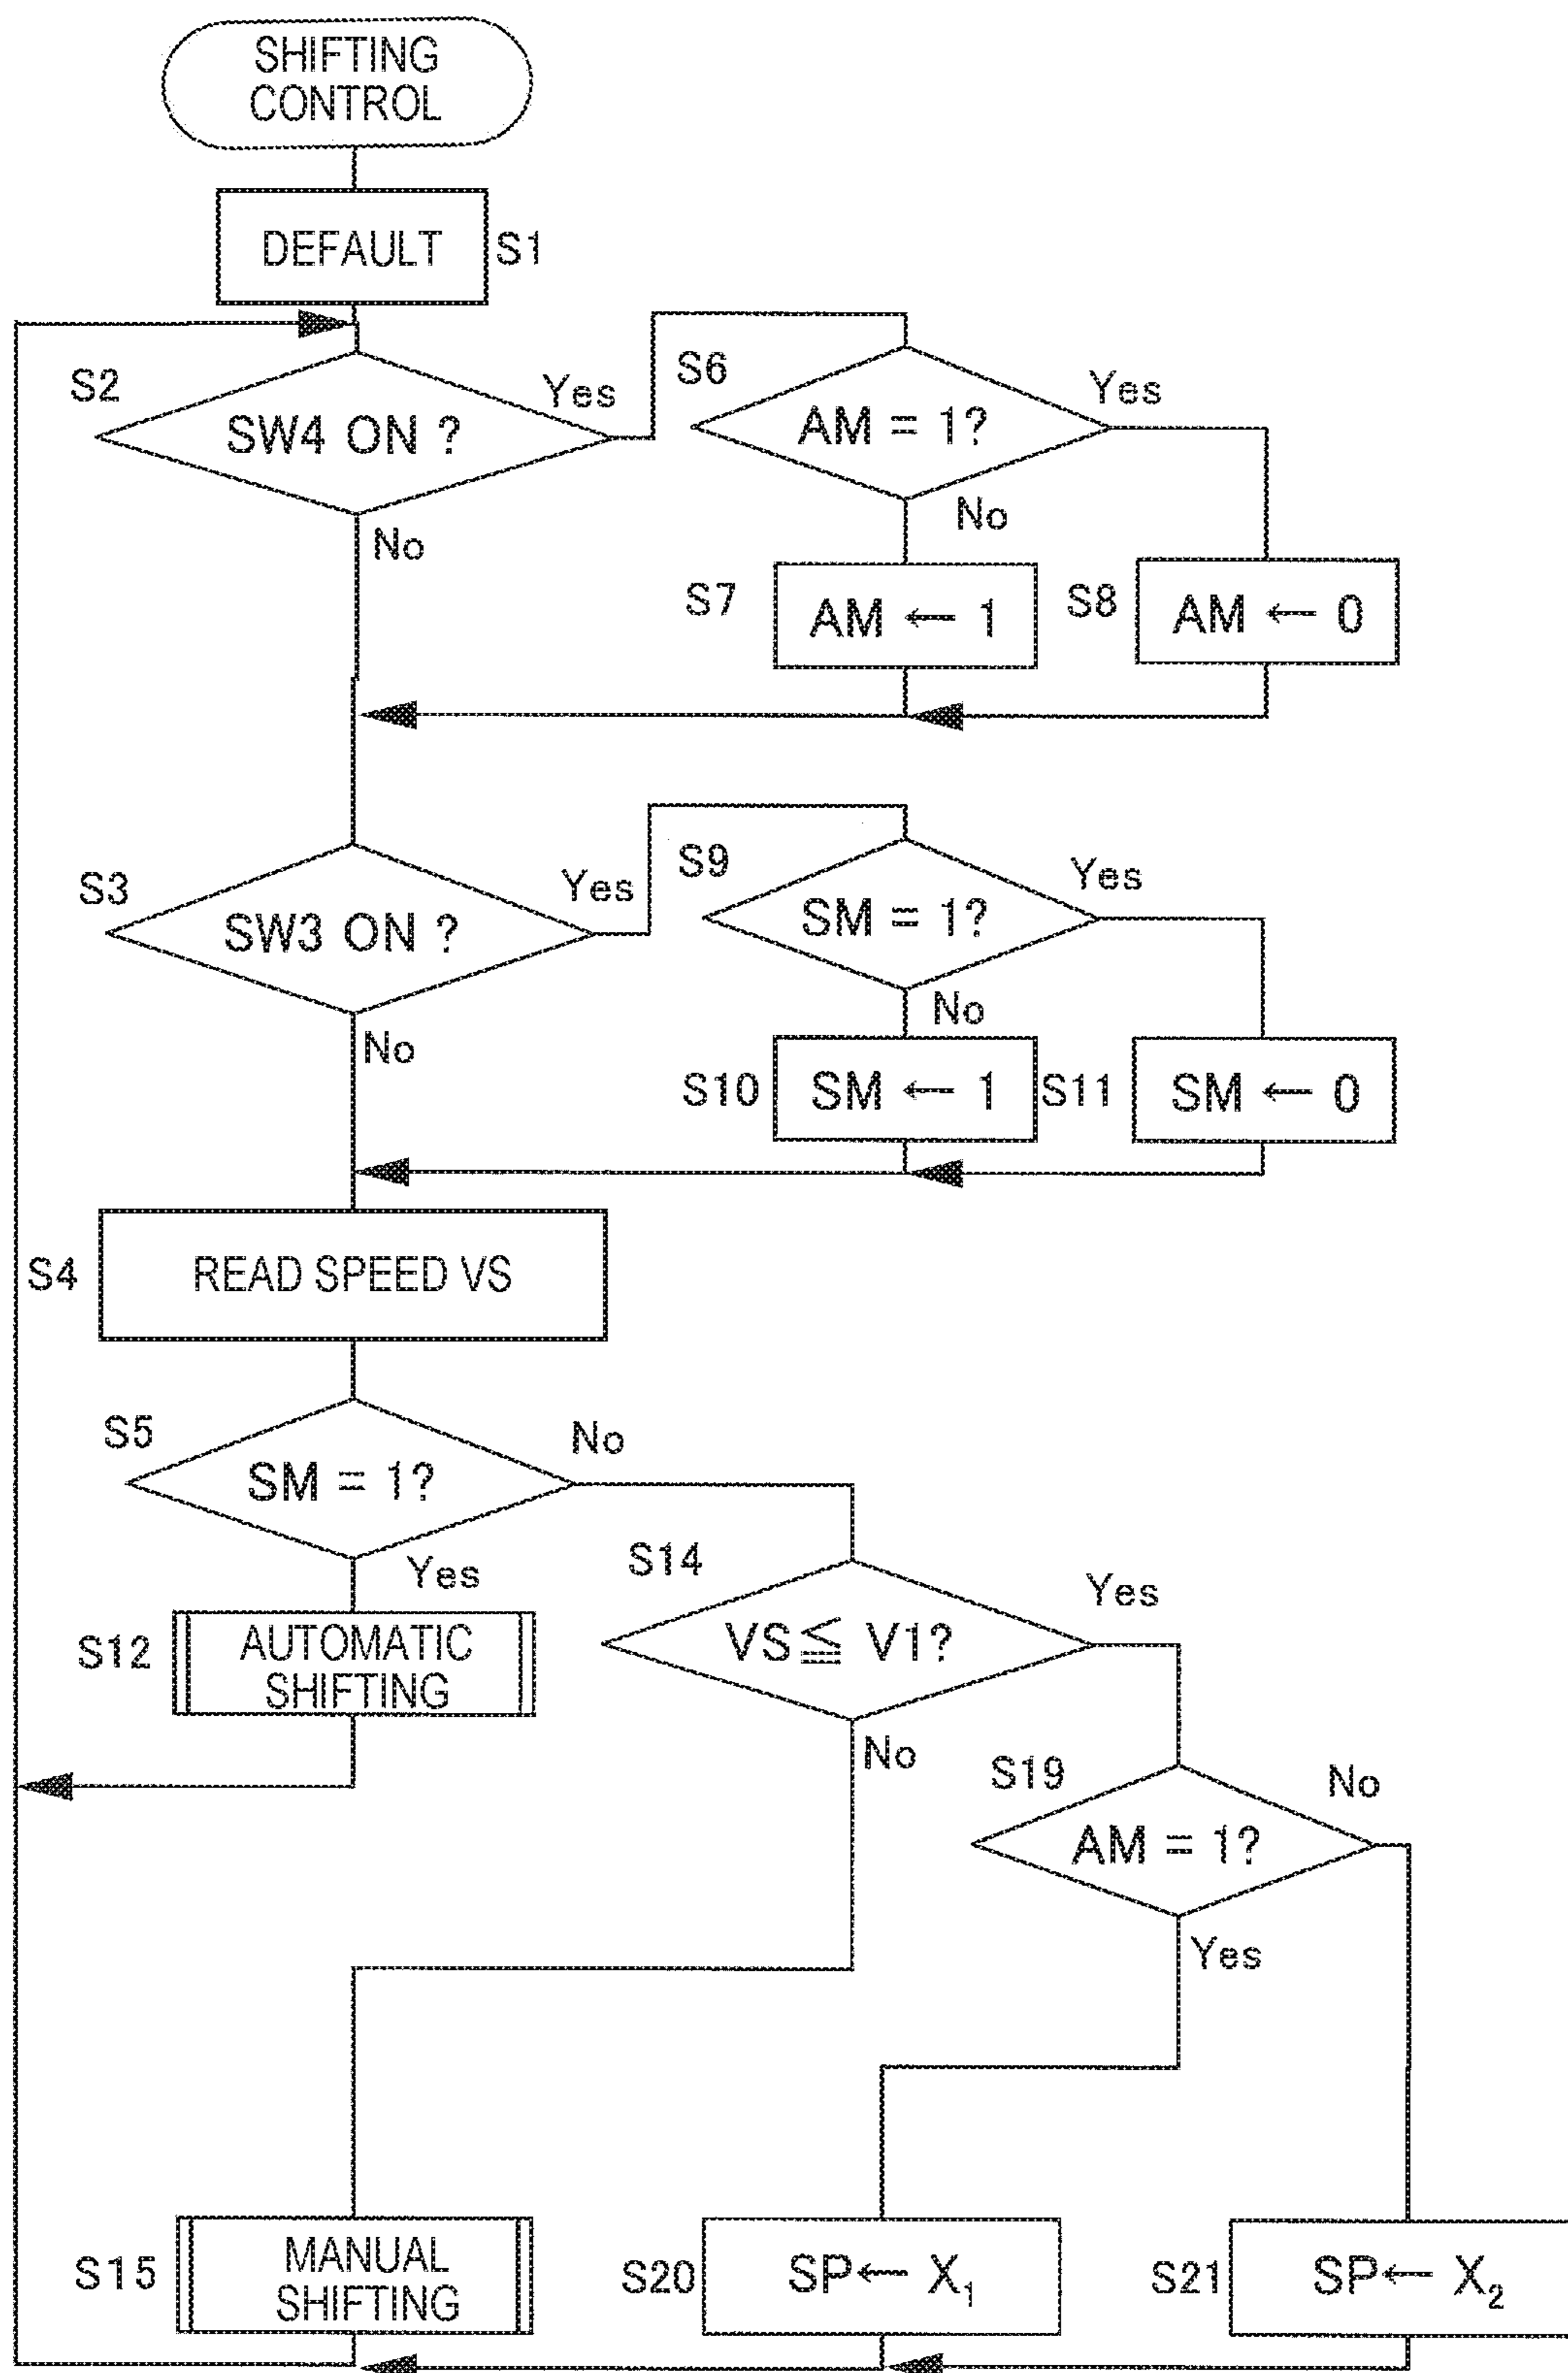 SHIFTING
CONTROL
DEFAULT
S1
S2
SW4 ON ?
Yes
No
S6
AM = 1?
Yes
No
S7
AM ← 1
S8
AM ← 0
S3
SW3 ON ?
Yes
No
S9
SM = 1?
Yes
No
S10
SM ← 1
S11
SM ← 0
S4
READ SPEED VS
S5
SM = 1?
No
Yes
S12
AUTOMATIC
SHIFTING
S14
VS≦ V1?
Yes
No
S19
AM = 1?
No
Yes
S15
MANUAL
SHIFTING
S20
SP← X₁
S21
SP← X₂